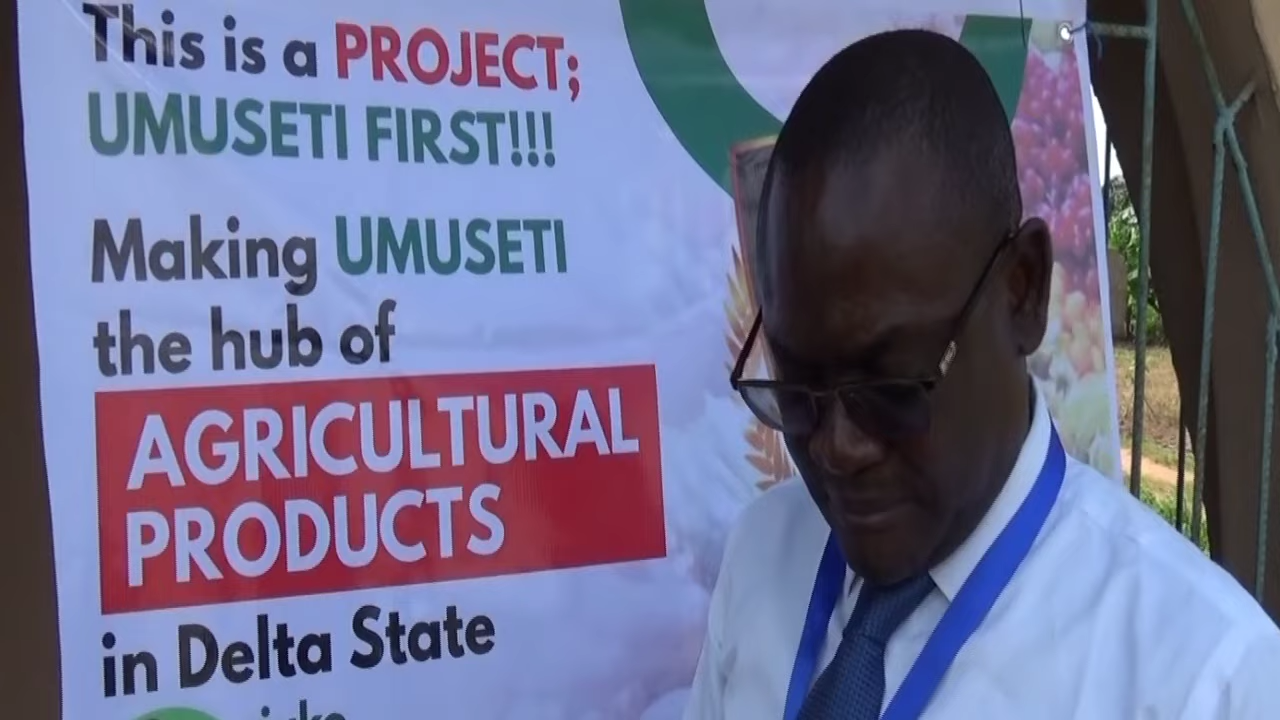 This is a PROJECT;
UMUSETI FIRST!!!
Making UMUSETI
the hub of
AGRICULTURAL
PRODUCTS
in Delta State